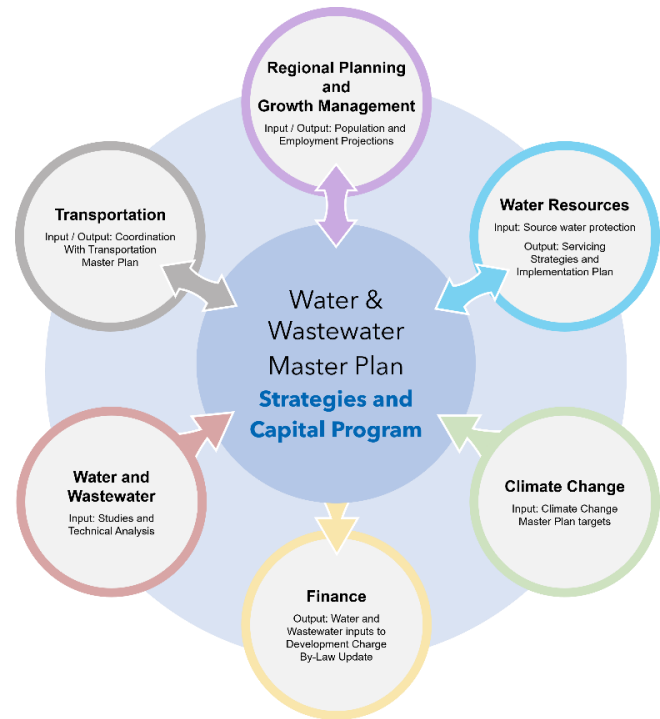 Regional Planning
and
Growth Management
Input / Output: Population and
Employment Projections
Transportation
Input / Output: Coordination
With Transportation
Master Plan
Water Resources
Input: Source water protection
Output: Servicing
Strategies and
Implementation Plan
Water &
Wastewater
Master Plan
Strategies and
Capital Program
Water and
Wastewater
Input: Studies and
Technical Analysis
Climate Change
Input: Climate Change
Master Plan targets
Finance
Output: Water and
Wastewater inputs to
Development Charge
By-Law Update